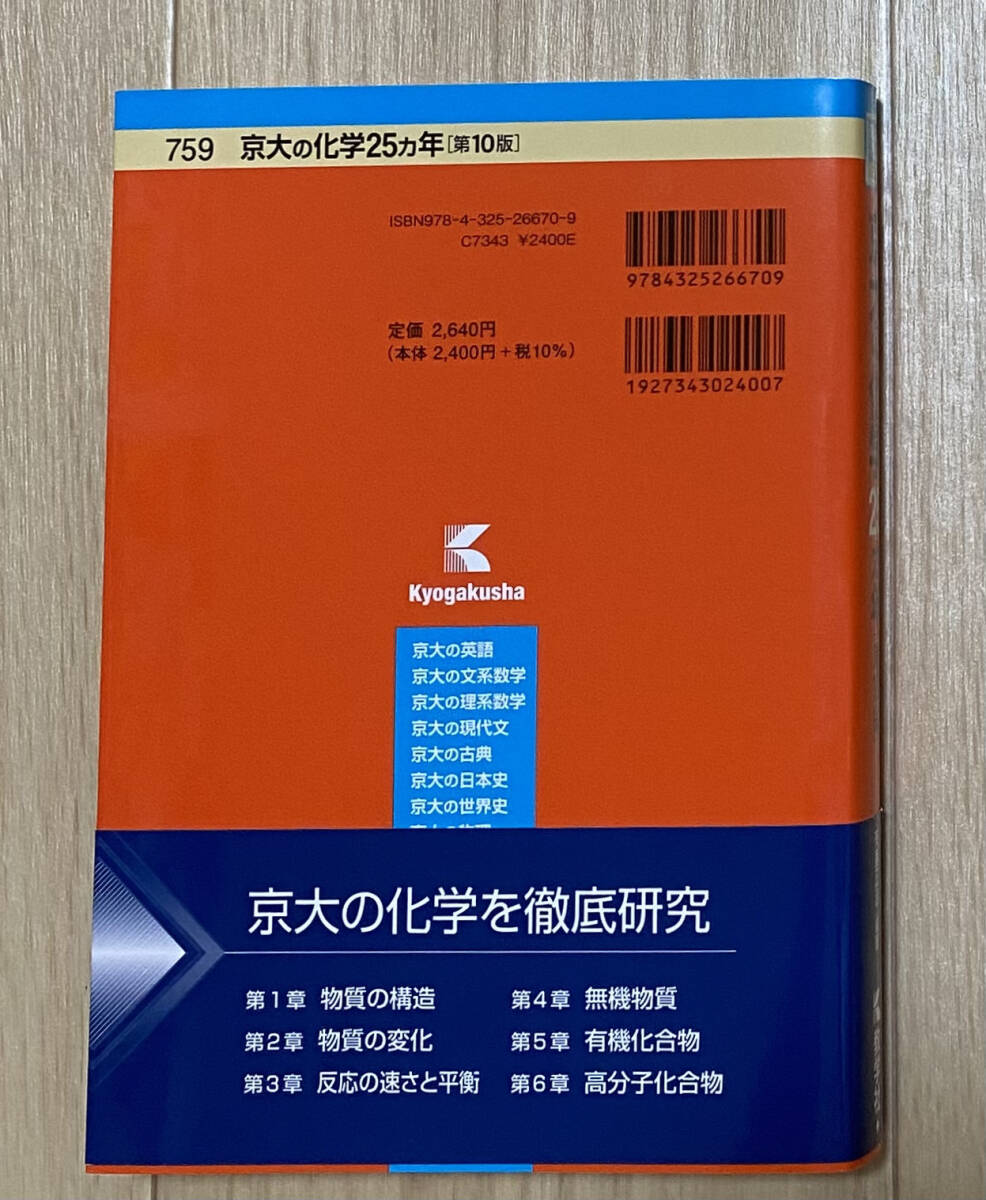 759 京大の化学25カ年[第10版]
ISBN978-4-325-26670-9
C7343 ¥2400E
9784325266709
定価 2,640円
(本体 2,400円+税10%)
1927343024007
Kyogakusha
京大の英語
京大の文系数学
京大の理系数学
京大の現代文
京大の古典
京大の日本史
京大の世界史
京大の化学を徹底研究
第1章 物質の構造
第2章 物質の変化
第3章 反応の速さと平衡
第4章 無機物質
第5章 有機化合物
第6章 高分子化合物